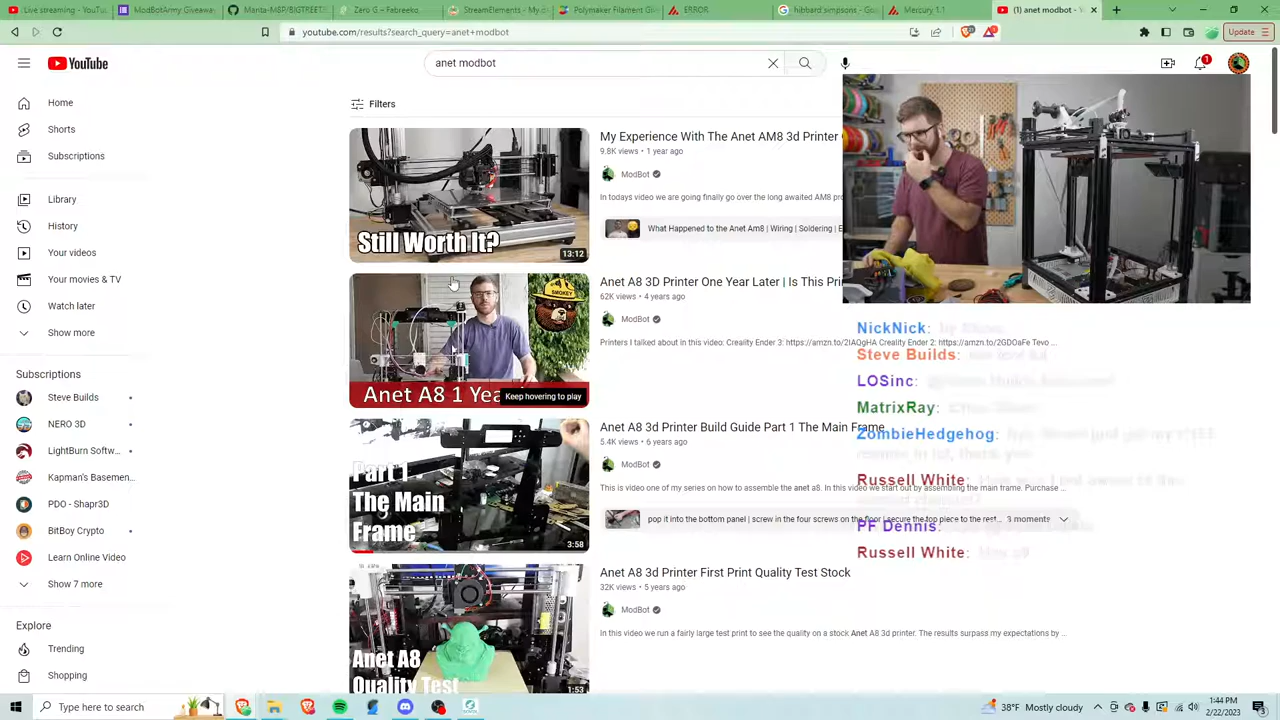 Live streaming - YouTu
ModBotArmy Giveaway
Manta-M5P/BIGTREET
Zero G - Fabreeko
StreamElements - My.d
Polymaker Filament Gl
ERROR
hibbard simpsons - G
Mercury 1.1
(1) anet modbot - Y
youtube.com/results?search_query=anet+modbot
Update
YouTube
anet modbot
1
Home
Shorts
Subscriptions
Library
History
Your videos
Your movies & TV
Watch later
Show more
Subscriptions
Steve Builds
NERO 3D
LightBurn Softw...
Kapman's Basemen...
PDO - Shapr3D
BitBoy Crypto
Learn Online Video
Show 7 more
Explore
Trending
Shopping
Filters
Still Worth It?
13:12
My Experience With The Anet AM8 3d Printer
9.8K views • 1 year ago
ModBot
In todays video we are going finally go over the long awaited AM8 pro
What Happened to the Anet Am8 | Wiring | Soldering | E
SMOKEY
Anet A8 1 Yea
Keep hovering to play
Anet A8 3D Printer One Year Later | Is This Prin
62K views • 4 years ago
ModBot
Printers I talked about in this video: Creality Ender 3: https://amzn.to/2IAQgHA Creality Ender 2: https://amzn.to/2GDOaFe Tevo ...
Part 1
The Main
Frame
3:58
Anet A8 3d Printer Build Guide Part 1 The Main Frame
5.4K views • 6 years ago
ModBot
This is video one of my series on how to assemble the anet a8. In this video we start out by assembling the main frame. Purchase ...
pop it into the bottom panel | screw in the four screws on the floor | secure the top piece to the rest... 3 moments
Anet A8
Quality Test
1:53
Anet A8 3d Printer First Print Quality Test Stock
32K views • 5 years ago
ModBot
In this video we run a fairly large test print to see the quality on a stock Anet A8 3d printer. The results surpass my expectations by ...
NickNick:
Steve Builds:
LOSinc:
MatrixRay:
ZombieHedgehog:
Russell White:
PF Dennis:
Russell White:
Type here to search
38°F Mostly cloudy
1:44 PM
2/22/2023